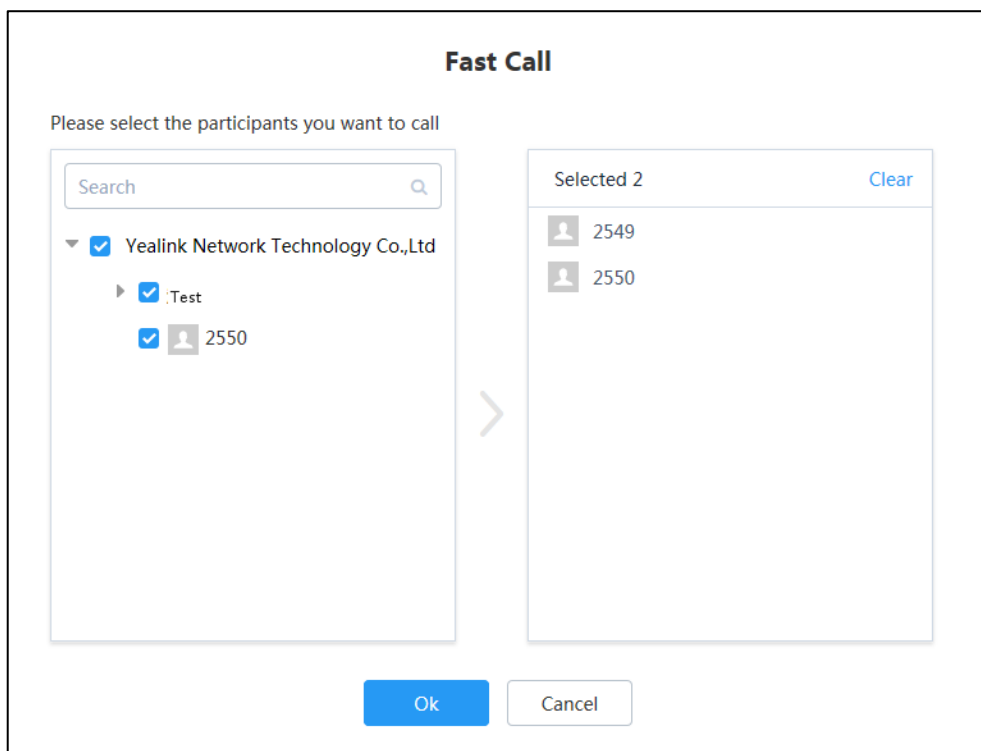 Fast Call
Please select the participants you want to call
Search
Yealink Network Technology Co.,Ltd
Test
2550
Selected 2 Clear
2549
2550
Ok
Cancel